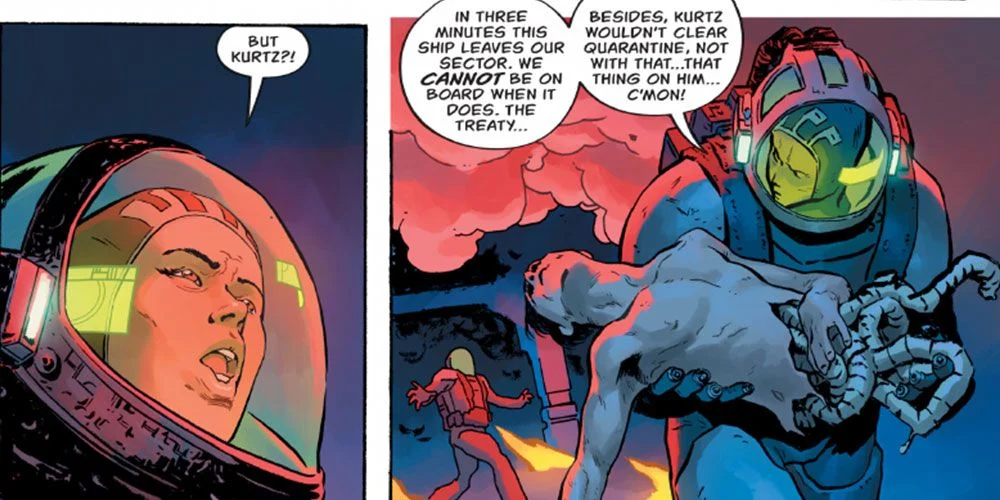 BUT
KURTZ?!
IN THREE
MINUTES THIS
SHIP LEAVES OUR
SECTOR. WE
CANNOT BE ON
BOARD WHEN IT
DOES. THE
TREATY...
BESIDES, KURTZ
WOULDN'T CLEAR
QUARANTINE, NOT
WITH THAT...THAT
THING ON HIM...
C'MON!